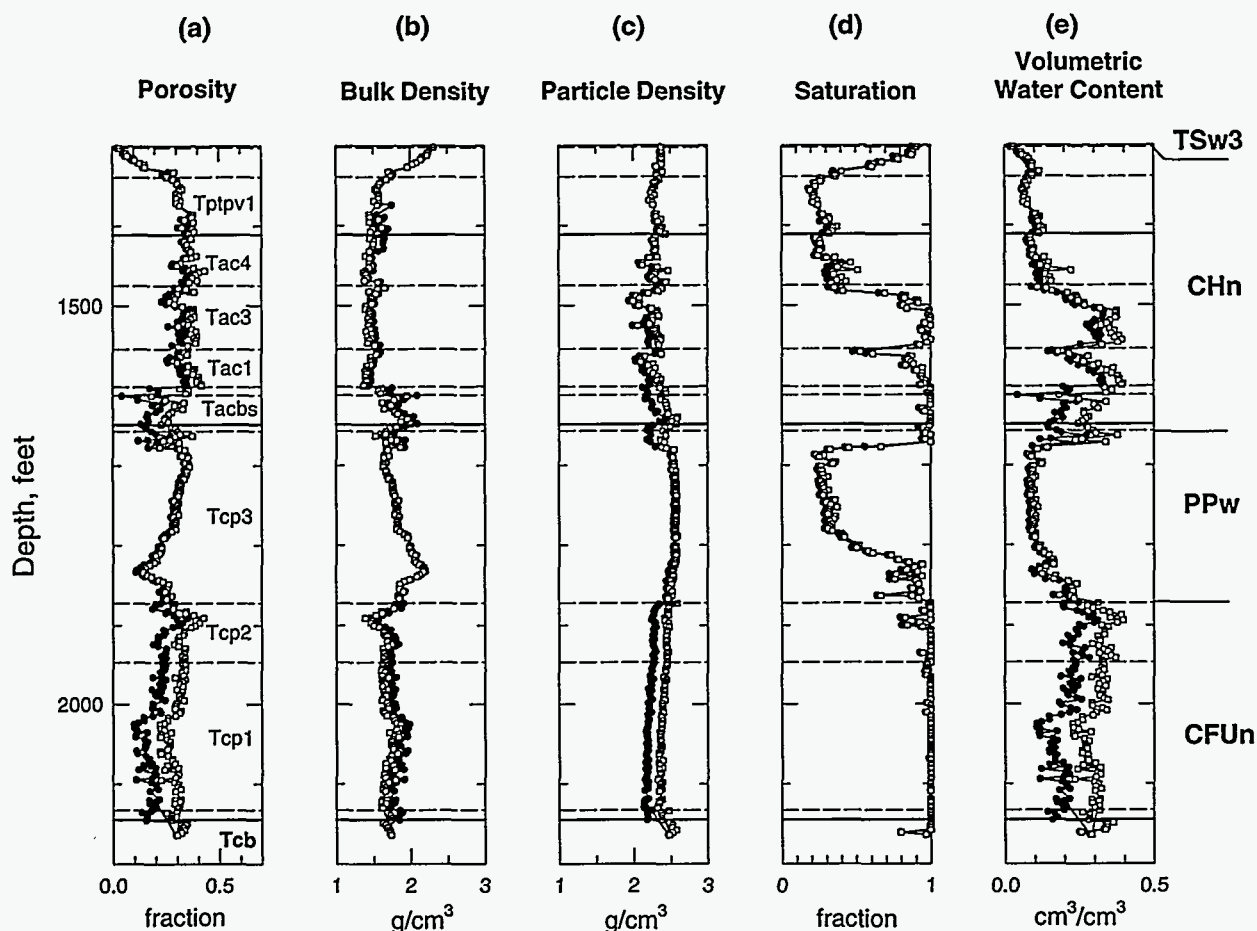 (a) (b) (c) (d) (e)
Porosity Bulk Density Particle Density Saturation Volumetric Water Content
TSw3
Tptpv1
Tac4
CHn
1500
Tac3
Tac1
Tacbs
Depth, feet
Tcp3
PPw
Tcp2
2000
Tcp1
CFUn
Tcb
0.0 0.5 1 2 3 1 2 3 0 1 0 0.5
fraction g/cm³ g/cm³ fraction cm³/cm³